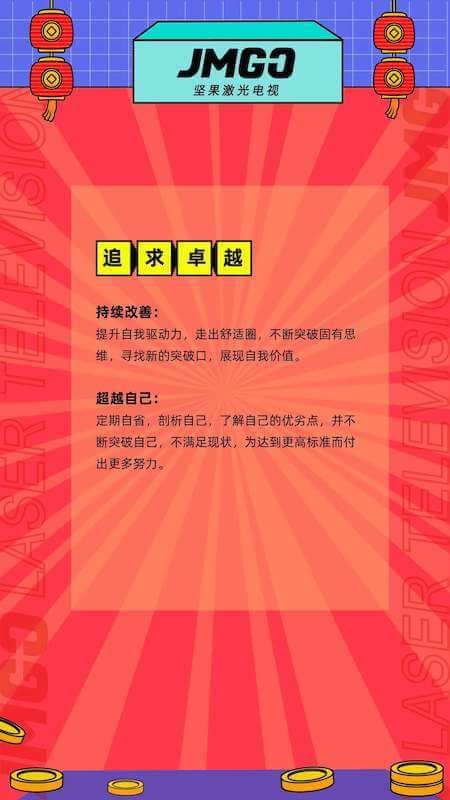 JMGO
坚果激光电视
追求卓越
持续改善：
提升自我驱动力，走出舒适圈，不断突破固有思
维，寻找新的突破口，展现自我价值。
超越自己：
定期自省，剖析自己，了解自己的优劣点，并不
断突破自己，不满足现状，为达到更高标准而付
出更多努力。
JMGO LASER TELEVISION
LASER TELEVISION JMGO